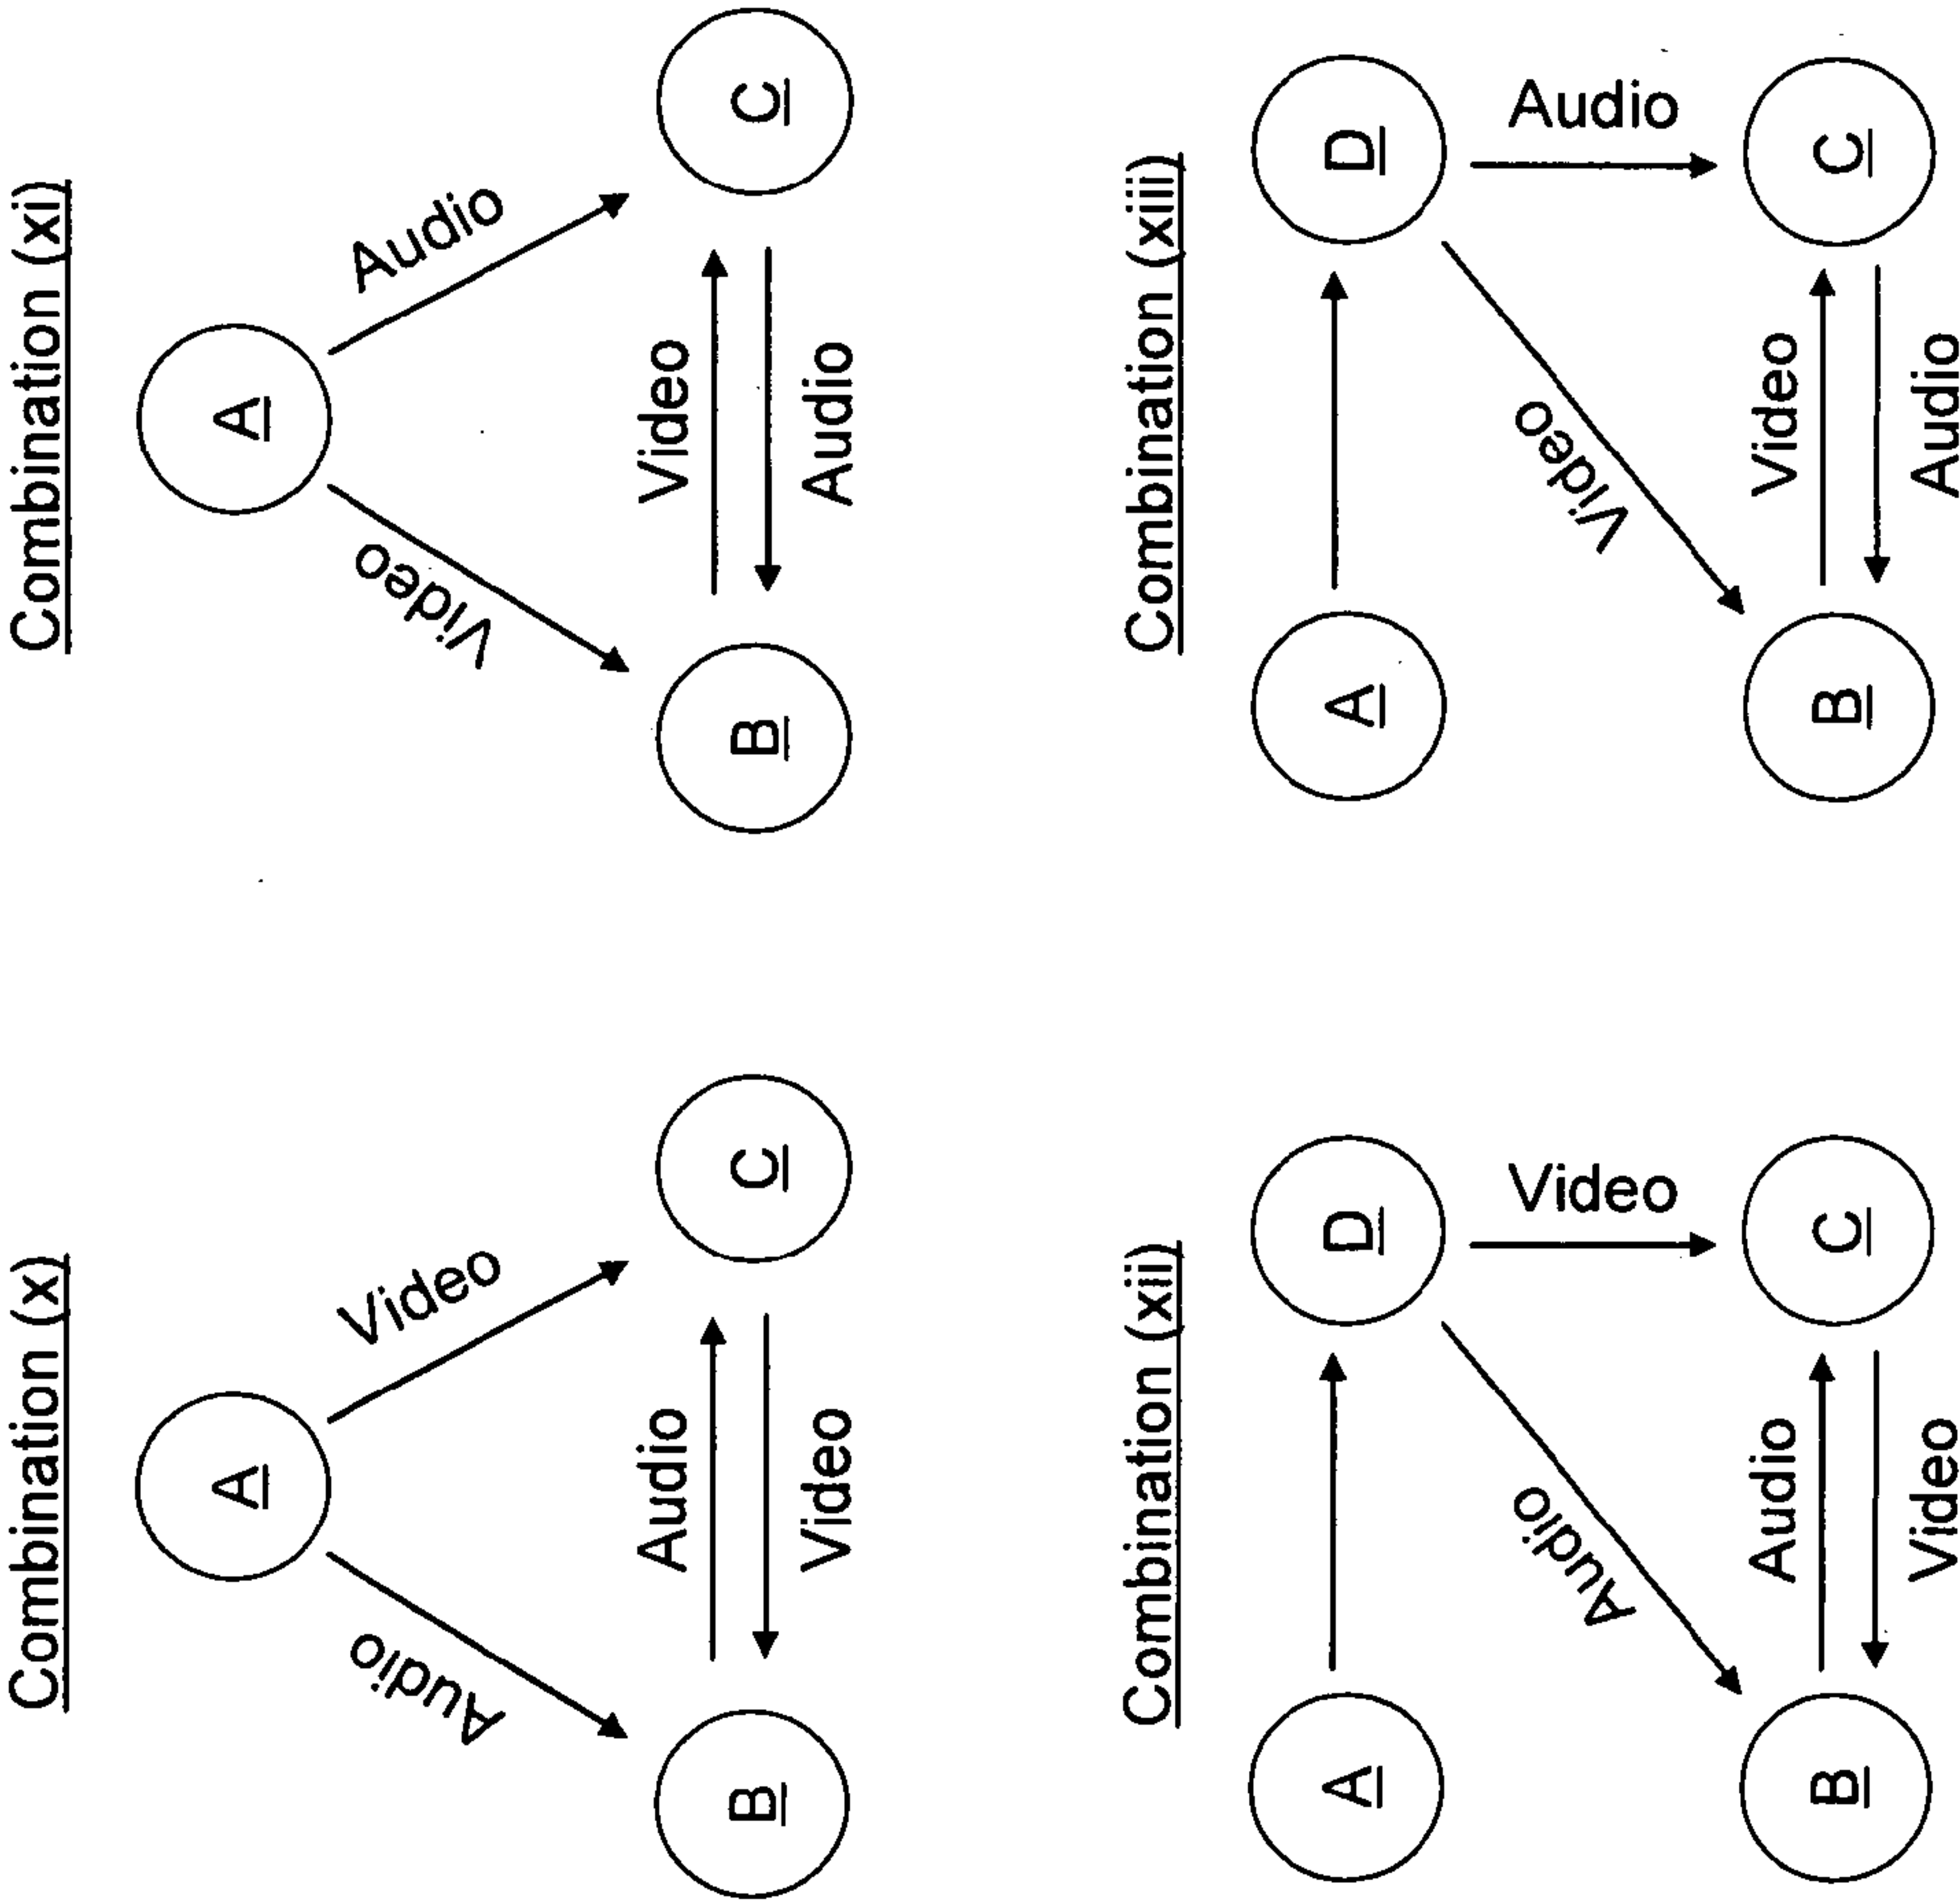 Combination (x)
A
Audio
Video
Audio
Video
B
C
Combination (xi)
A
Video
Audio
Video
Audio
B
C
Combination (xii)
A
D
Audio
Video
Audio
Video
B
C
Combination (xiii)
A
D
Video
Audio
Video
Audio
B
C